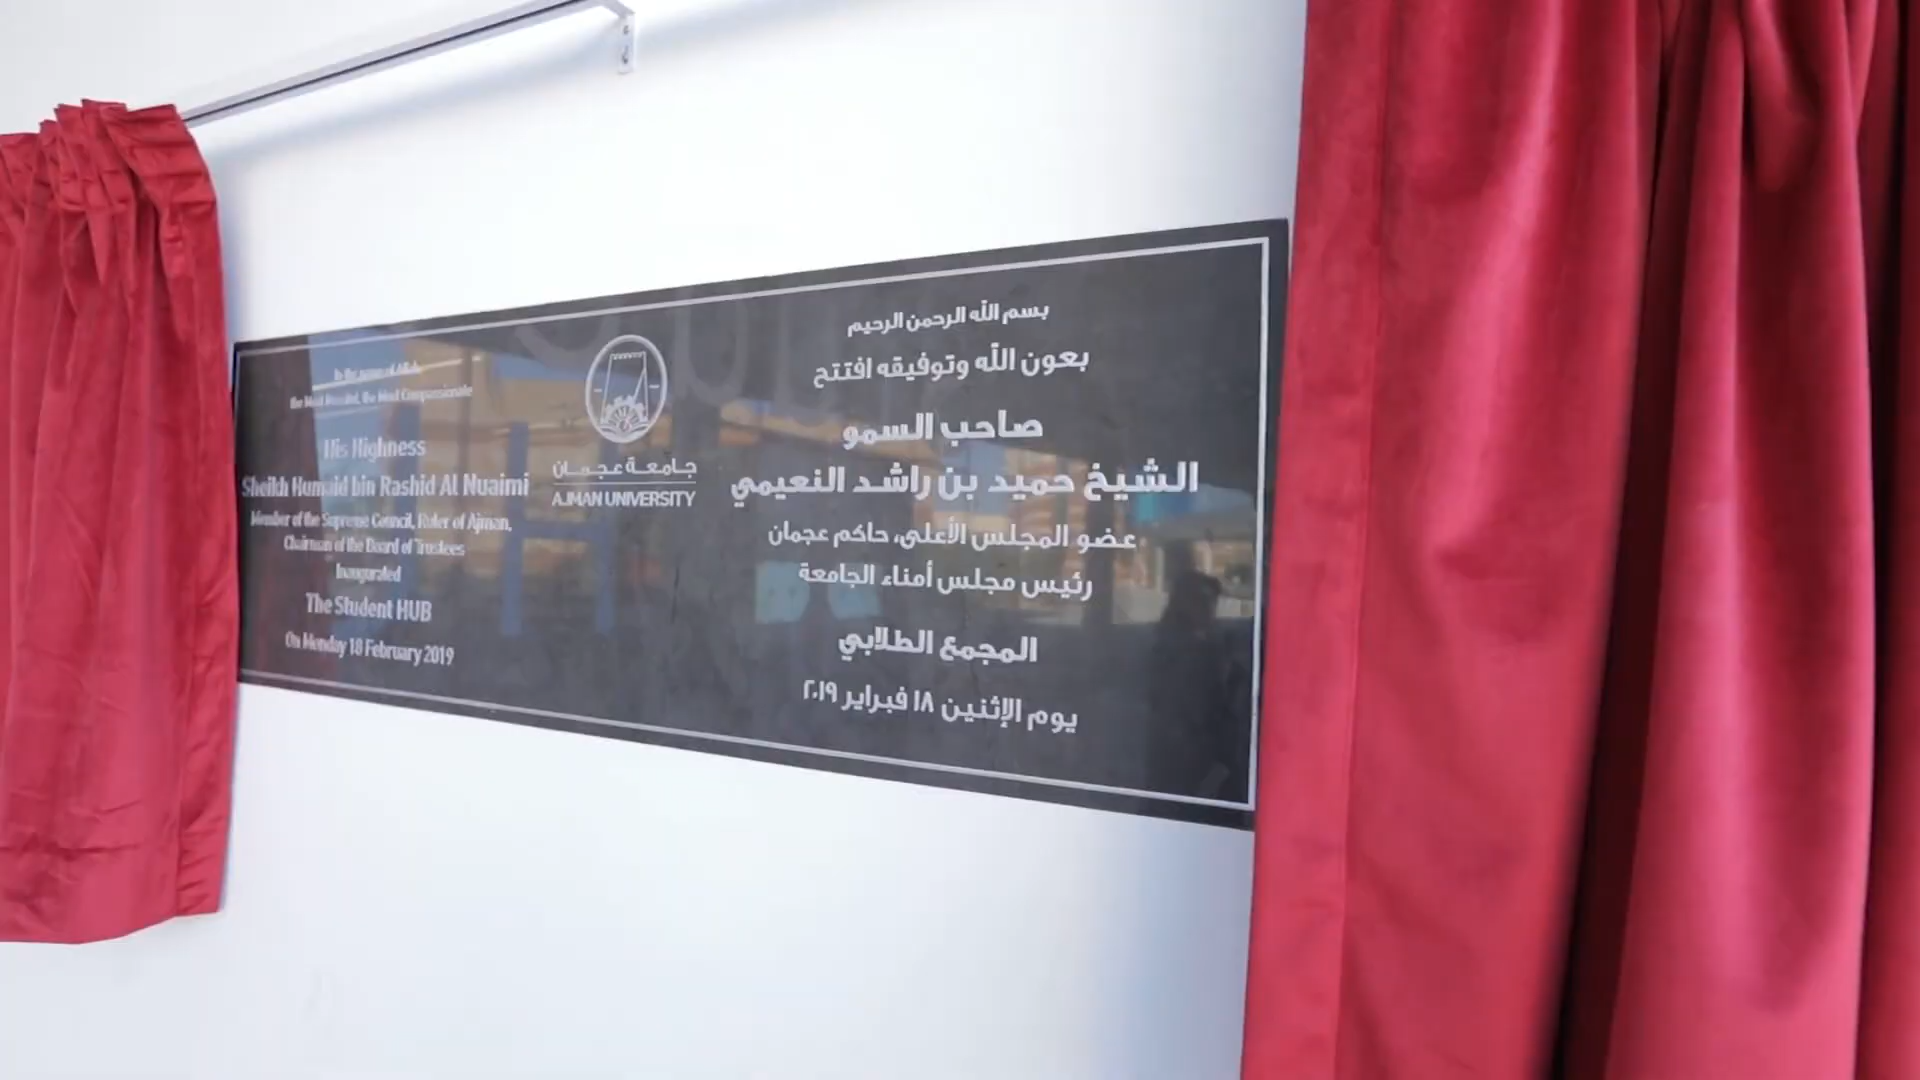 In the name of Allah,
the Most Merciful, the Most Compassionate
His Highness
Sheikh Humaid bin Rashid Al Nuaimi
Member of the Supreme Council, Ruler of Ajman,
Chairman of the Board of Trustees
Inaugurated
The Student HUB
On Monday 18 February 2019
جامعة عجمان
AJMAN UNIVERSITY
بسم الله الرحمن الرحيم
بعون الله وتوفيقه افتتح
صاحب السمو
الشيخ حميد بن راشد النعيمي
عضو المجلس الأعلى، حاكم عجمان
رئيس مجلس أمناء الجامعة
المجمع الطلابي
يوم الإثنين ١٨ فبراير ٢٠١٩